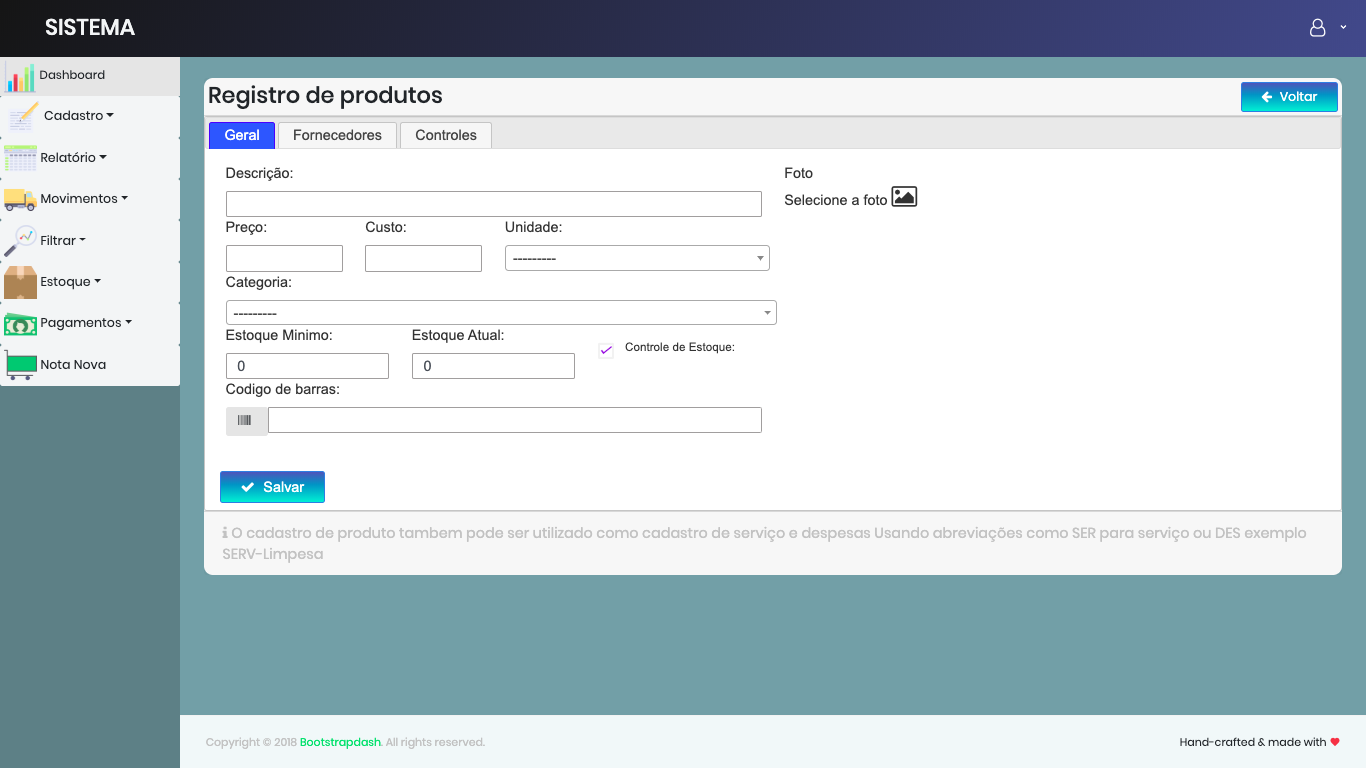 SISTEMA
Dashboard
Cadastro
Relatório
Movimentos
Filtrar
Estoque
Pagamentos
Nota Nova
Registro de produtos
Voltar
Geral Fornecedores Controles
Descrição:
Foto
Selecione a foto
Preço: Custo: Unidade:
---------
Categoria:
---------
Estoque Minimo: Estoque Atual:
Controle de Estoque:
0 0
Codigo de barras:
Salvar
O cadastro de produto tambem pode ser utilizado como cadastro de serviço e despesas Usando abreviações como SER para serviço ou DES exemplo
SERV-Limpesa
Copyright © 2018 Bootstrapdash. All rights reserved.
Hand-crafted & made with